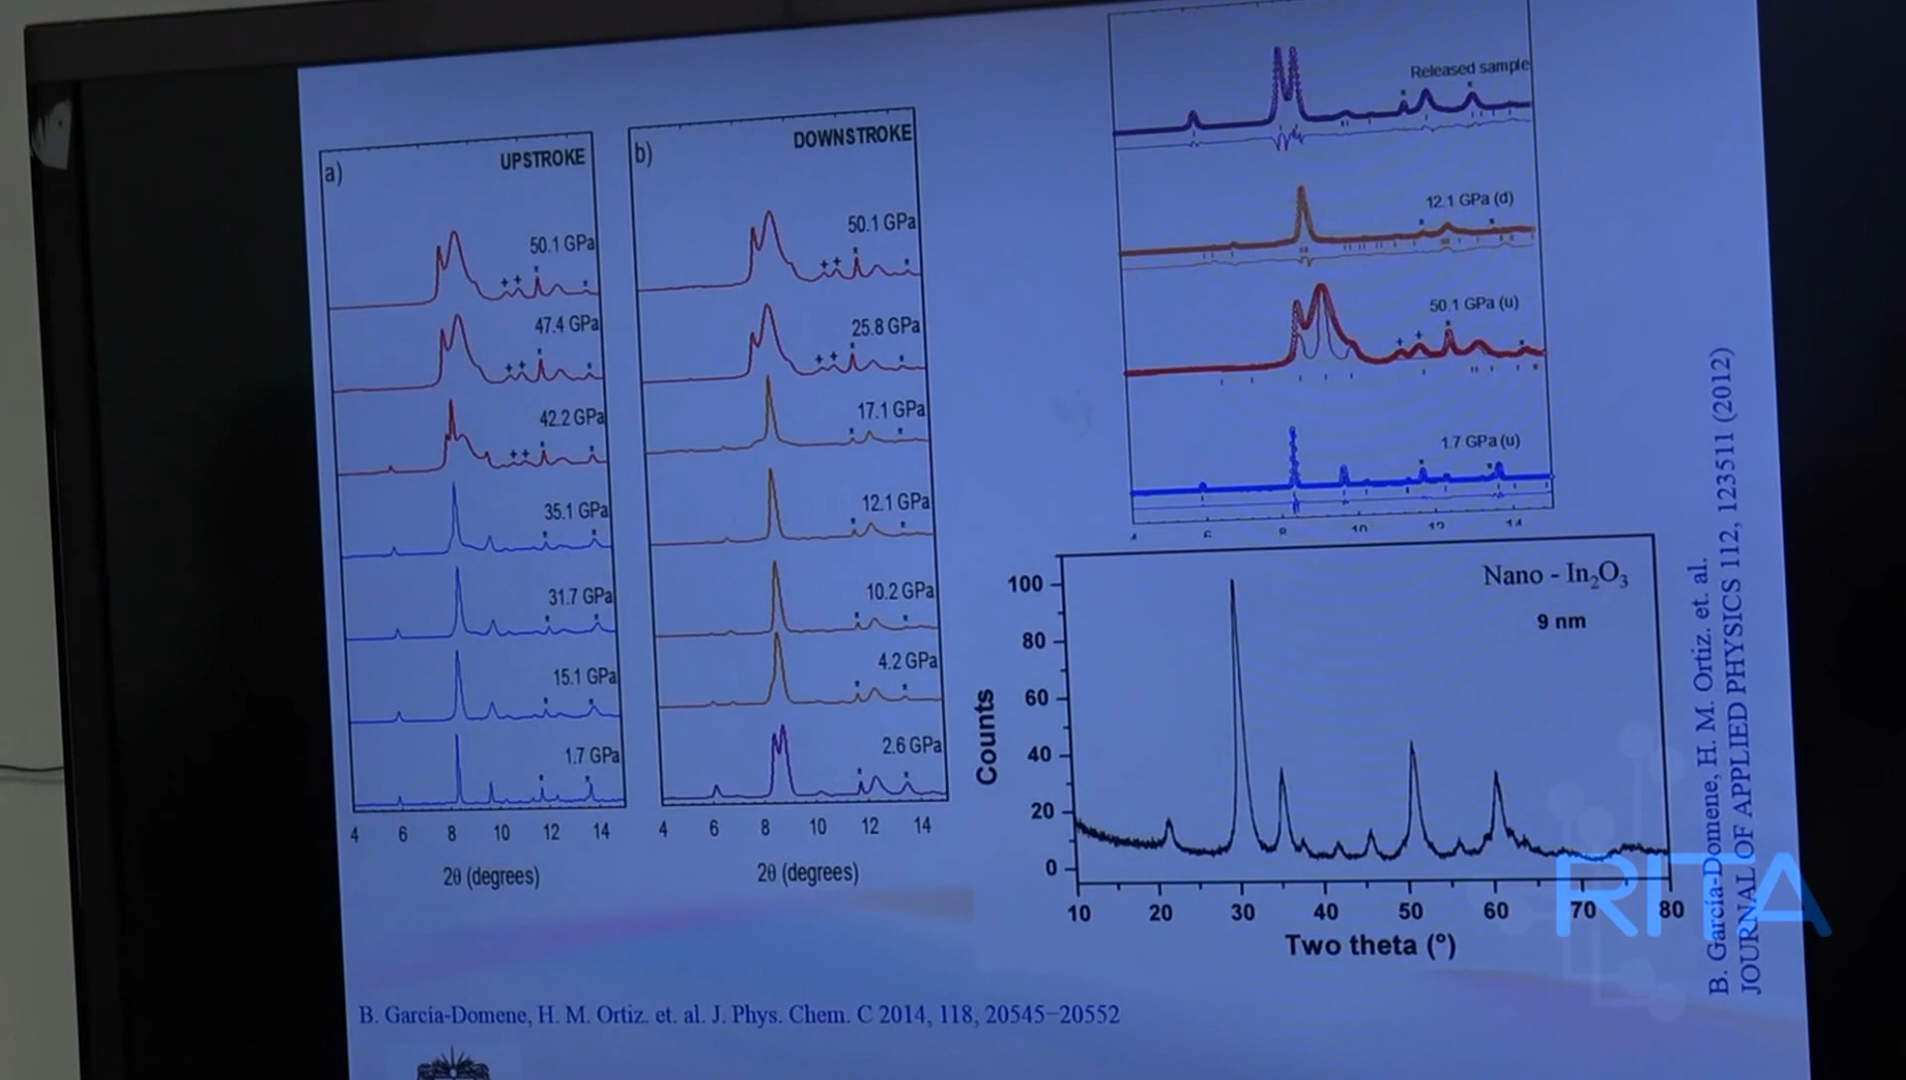 a)
UPSTROKE
50.1 GPa
47.4 GPa
42.2 GPa
35.1 GPa
31.7 GPa
15.1 GPa
1.7 GPa
4 6 8 10 12 14
2θ (degrees)
b)
DOWNSTROKE
50.1 GPa
25.8 GPa
17.1 GPa
12.1 GPa
10.2 GPa
4.2 GPa
2.6 GPa
4 6 8 10 12 14
2θ (degrees)
Released sample
12.1 GPa (d)
50.1 GPa (u)
1.7 GPa (u)
4 6 8 10 12 14
Nano - In₂O₃
9 nm
Counts
100
80
60
40
20
0
10 20 30 40 50 60 70 80
Two theta (º)
B. García-Domene, H. M. Ortiz. et. al.
JOURNAL OF APPLIED PHYSICS 112, 123511 (2012)
RITA
B. García-Domene, H. M. Ortiz. et. al. J. Phys. Chem. C 2014, 118, 20545−20552